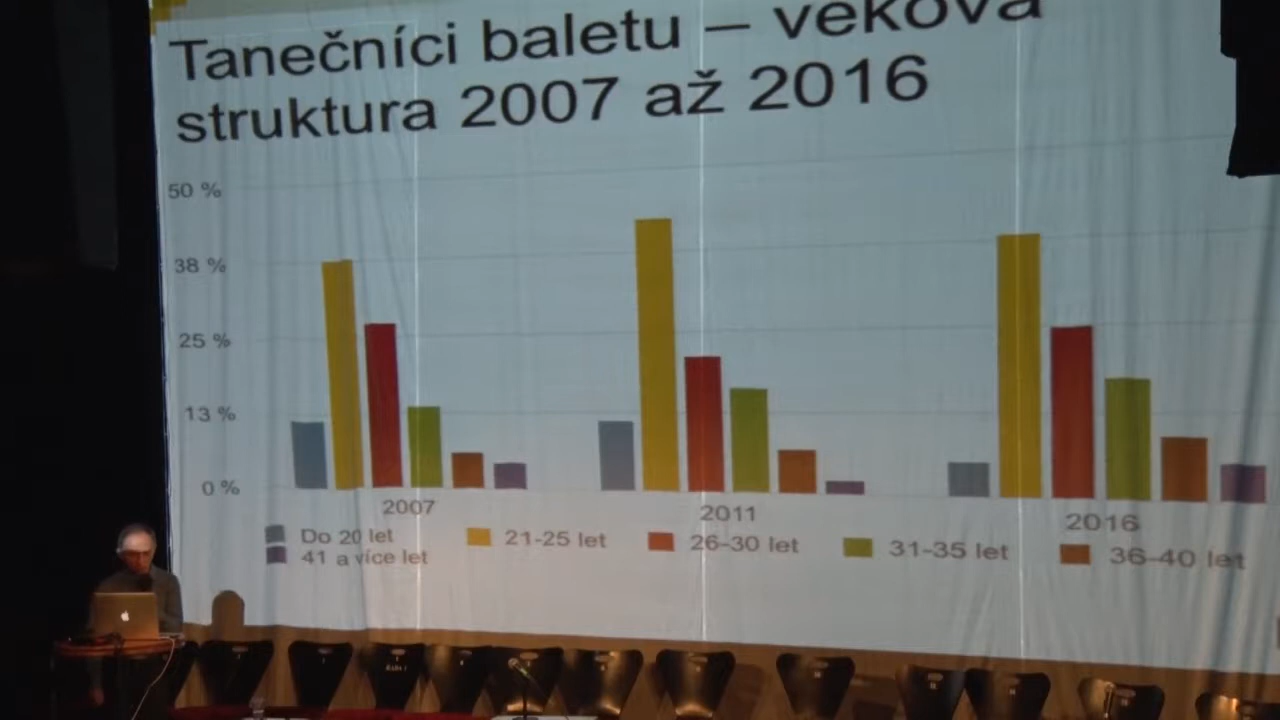 Tanečníci baletu – věková
struktura 2007 až 2016
50 %
38 %
25 %
13 %
0 %
2007
2011
2016
Do 20 let
21-25 let
26-30 let
31-35 let
36-40 let
41 a více let